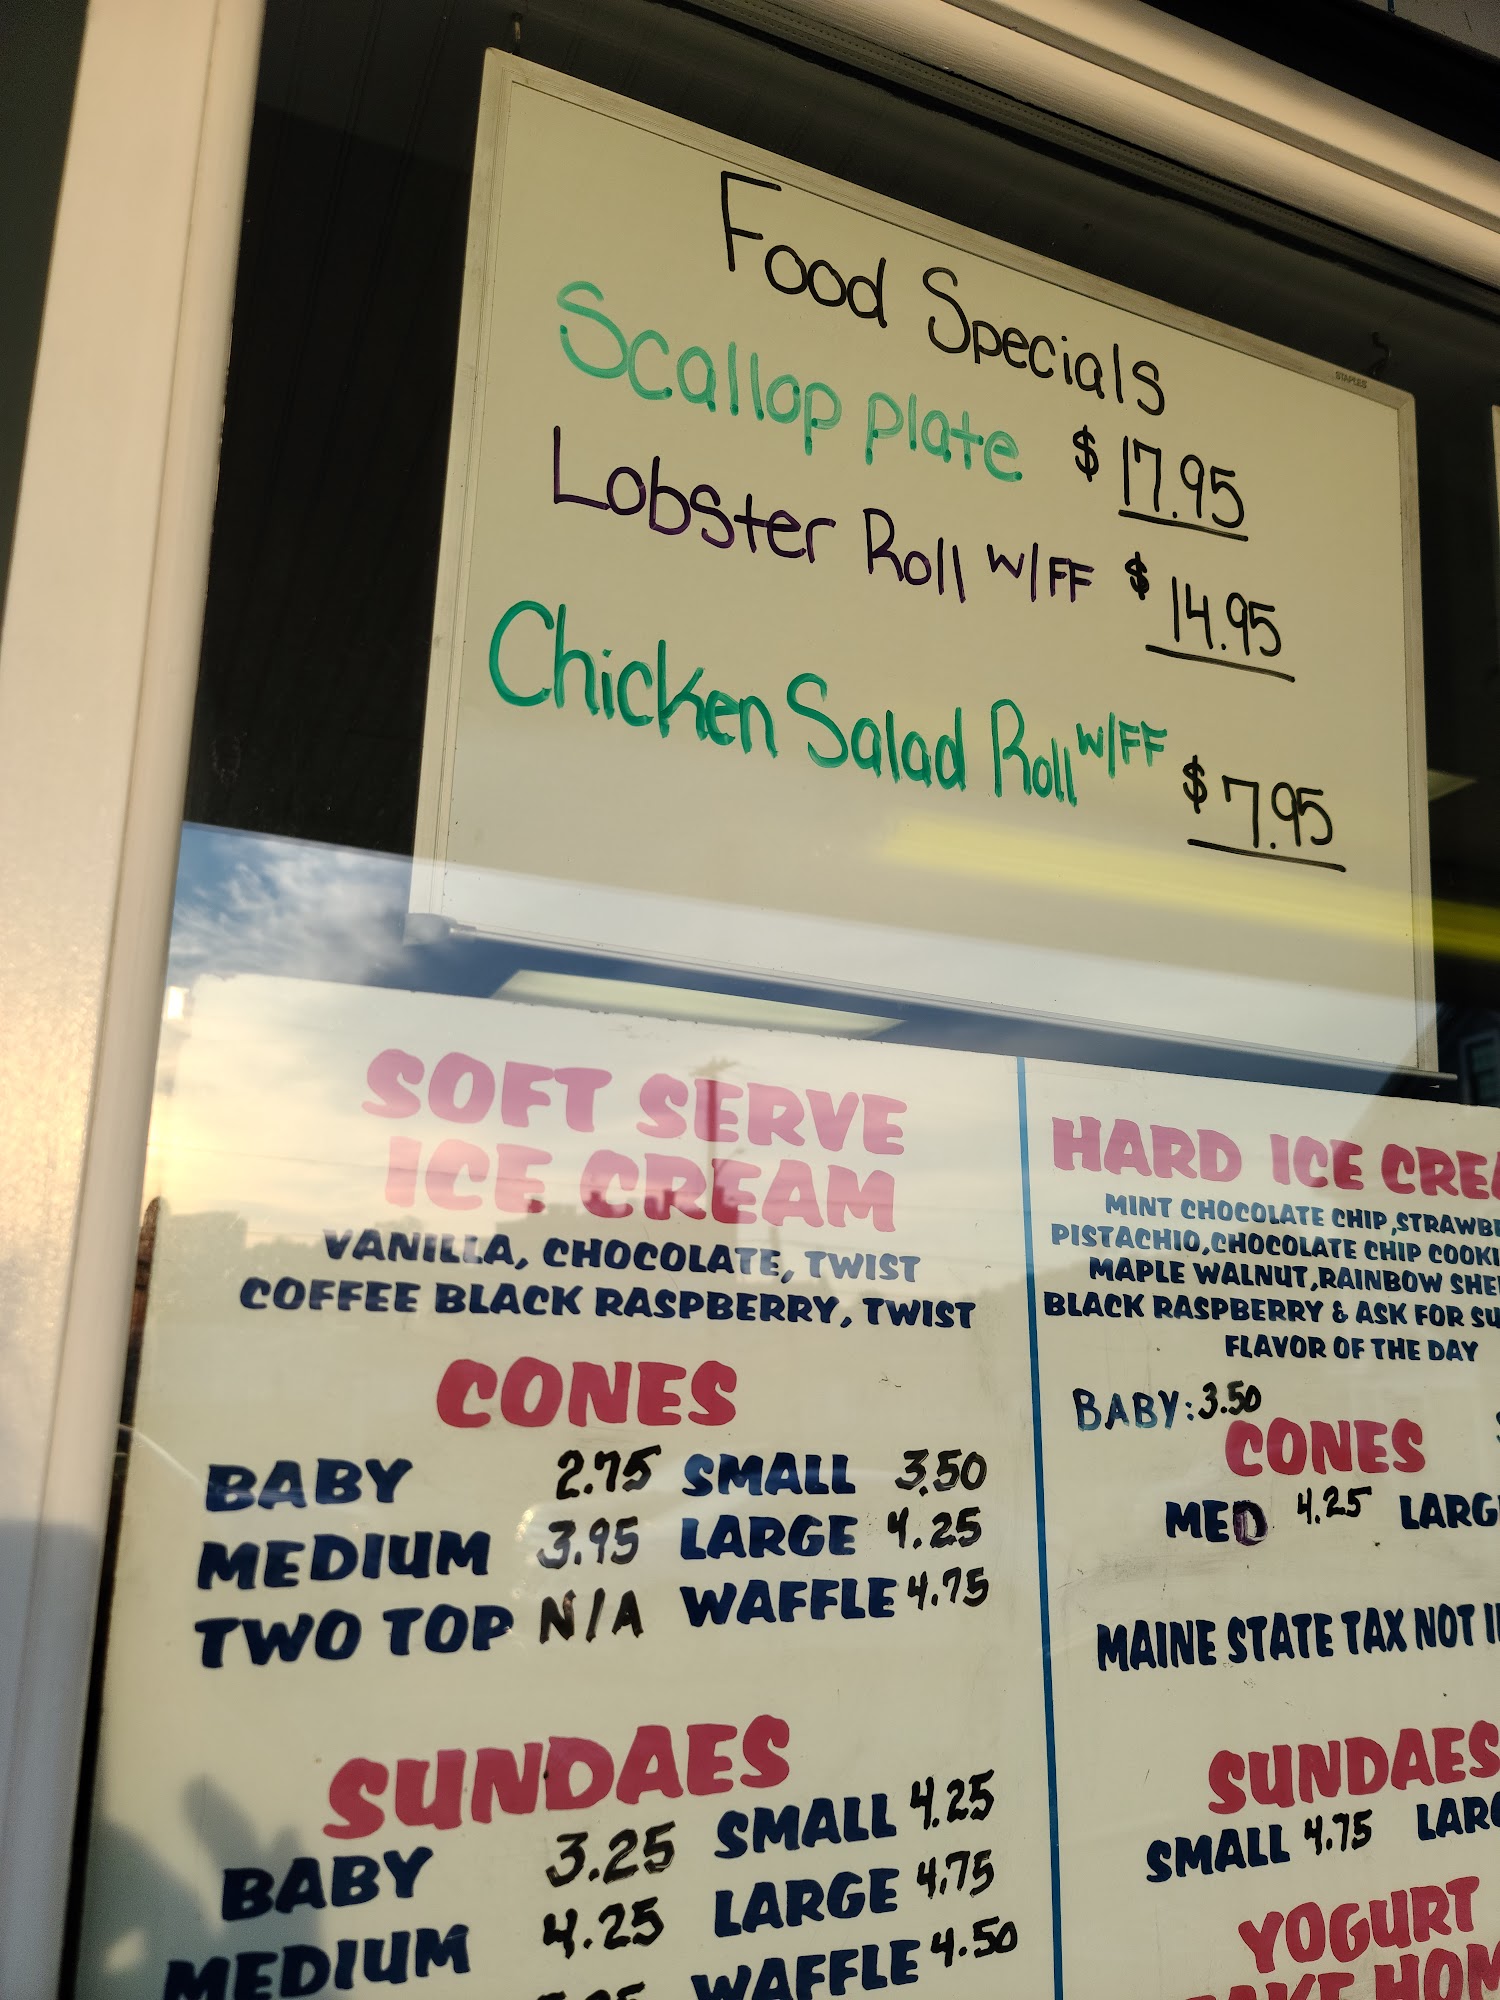 STAPLES
Food Specials
Scallop plate $17.95
Lobster Roll W/FF $14.95
Chicken Salad Roll W/FF $7.95
SOFT SERVE
ICE CREAM
VANILLA, CHOCOLATE, TWIST
COFFEE BLACK RASPBERRY, TWIST
CONES
BABY 2.75 SMALL 3.50
MEDIUM 3.95 LARGE 4.25
TWO TOP N/A WAFFLE 4.75
SUNDAES
BABY 3.25 SMALL 4.25
MEDIUM 4.25 LARGE 4.75
WAFFLE 4.50
HARD ICE CREA
MINT CHOCOLATE CHIP,STRAWBE
PISTACHIO,CHOCOLATE CHIP COOKI
MAPLE WALNUT,RAINBOW SHE
BLACK RASPBERRY & ASK FOR SU
FLAVOR OF THE DAY
BABY: 3.50
CONES
MED 4.25 LARG
MAINE STATE TAX NOT I
SUNDAES
SMALL 4.75 LARG
YOGURT